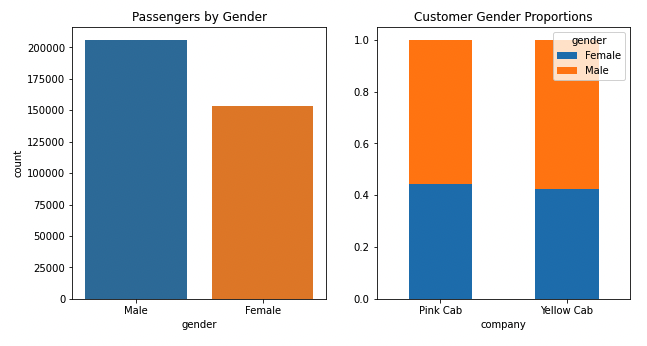 Passengers by Gender
200000
175000
150000
125000
100000
75000
50000
25000
0
count
Male
Female
gender
Customer Gender Proportions
1.0
0.8
0.6
0.4
0.2
0.0
gender
Female
Male
Pink Cab
Yellow Cab
company